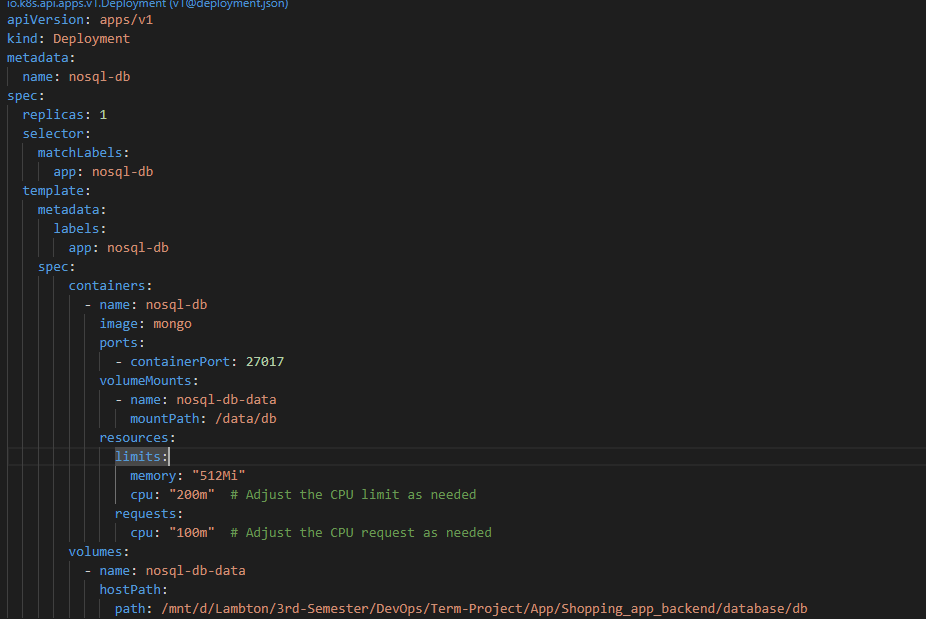 io.k8s.api.apps.v1.Deployment (v1@deployment.json)
apiVersion: apps/v1
kind: Deployment
metadata:
  name: nosql-db
spec:
  replicas: 1
  selector:
    matchLabels:
      app: nosql-db
  template:
    metadata:
      labels:
        app: nosql-db
    spec:
        containers:
          - name: nosql-db
            image: mongo
            ports:
              - containerPort: 27017
            volumeMounts:
              - name: nosql-db-data
                mountPath: /data/db
            resources:
              limits:
                memory: "512Mi"
                cpu: "200m"  # Adjust the CPU limit as needed
              requests:
                cpu: "100m"  # Adjust the CPU request as needed
        volumes:
          - name: nosql-db-data
            hostPath:
              path: /mnt/d/Lambton/3rd-Semester/DevOps/Term-Project/App/Shopping_app_backend/database/db